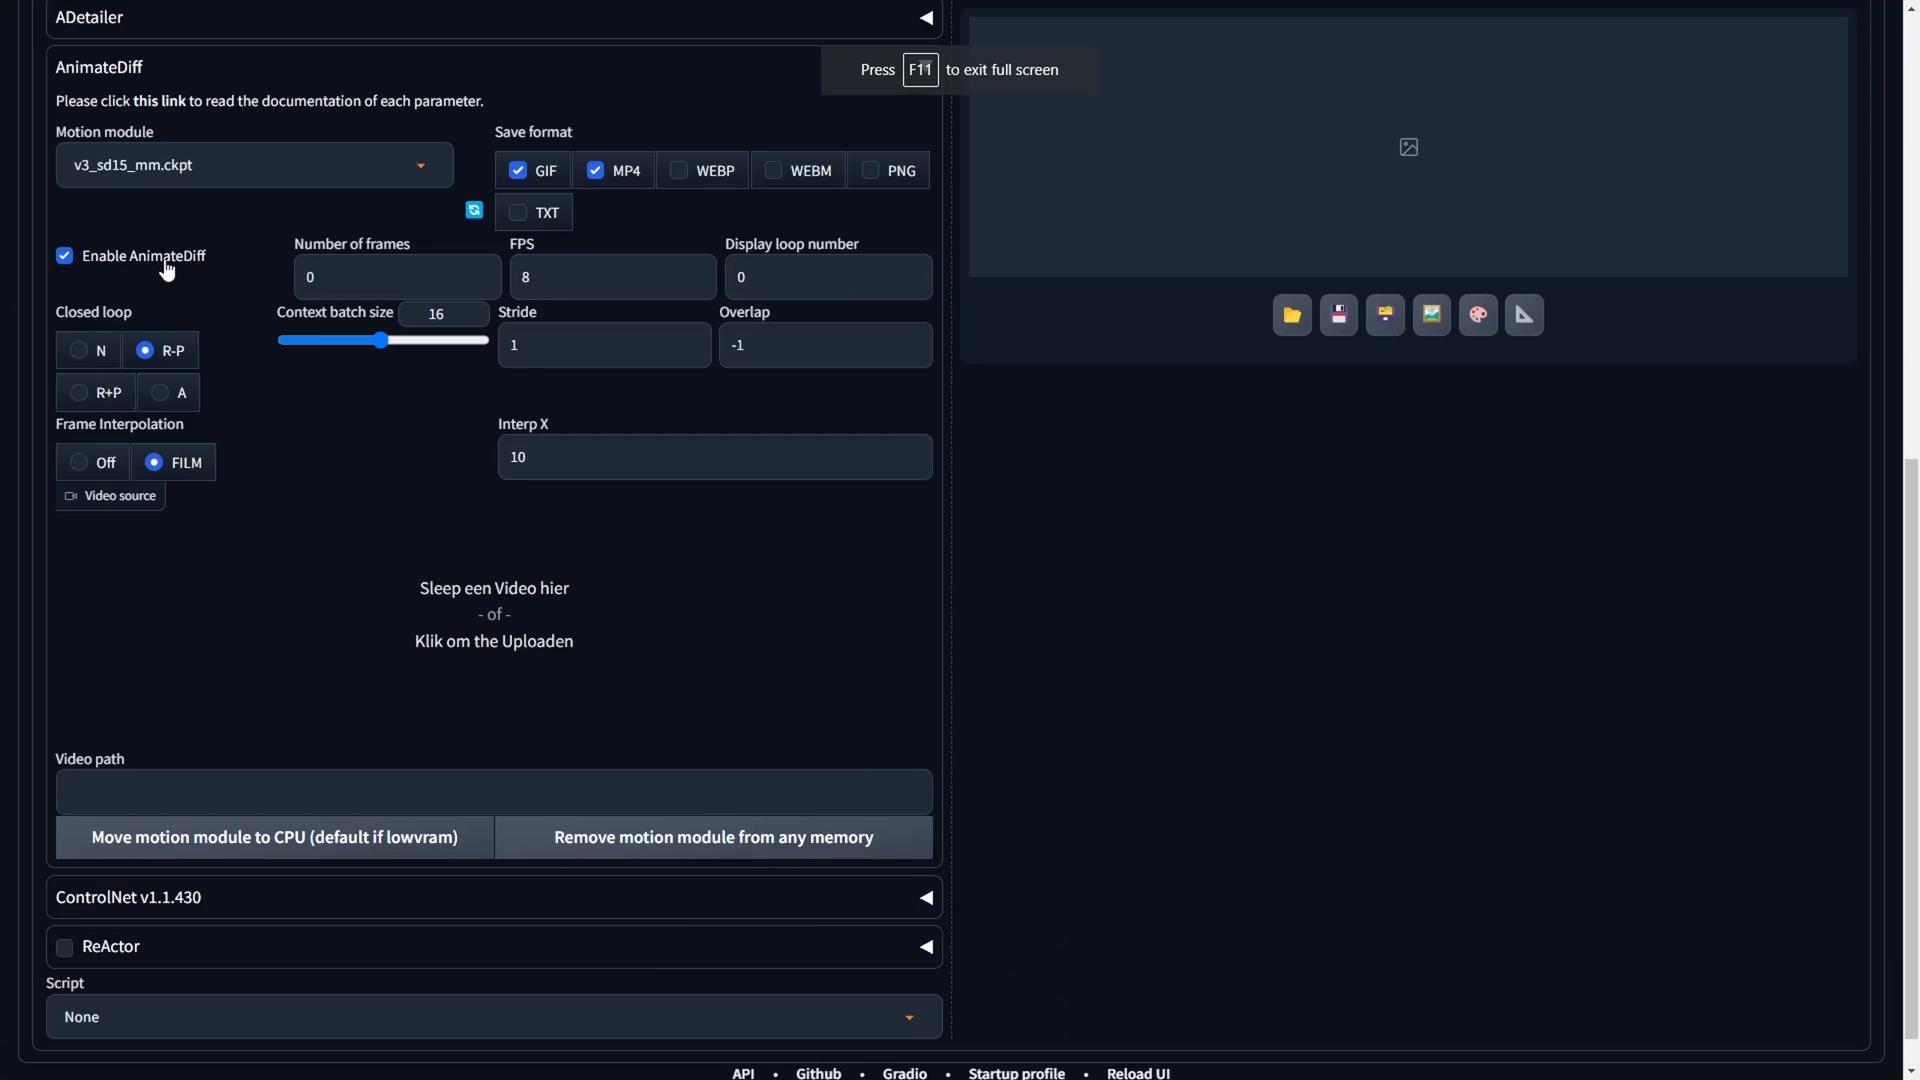 ADetailer
AnimateDiff
Press F11 to exit full screen
Please click this link to read the documentation of each parameter.
Motion module
Save format
v3_sd15_mm.ckpt
GIF MP4 WEBP WEBM PNG
TXT
Enable AnimateDiff
Number of frames FPS Display loop number
0 8 0
Closed loop
Context batch size 16 Stride Overlap
N R-P
1 -1
R+P A
Frame Interpolation
Interp X
Off FILM
10
Video source
Sleep een Video hier
- of -
Klik om the Uploaden
Video path
Move motion module to CPU (default if lowvram) Remove motion module from any memory
ControlNet v1.1.430
ReActor
Script
None
API • Github • Gradio • Startup profile • Reload UI